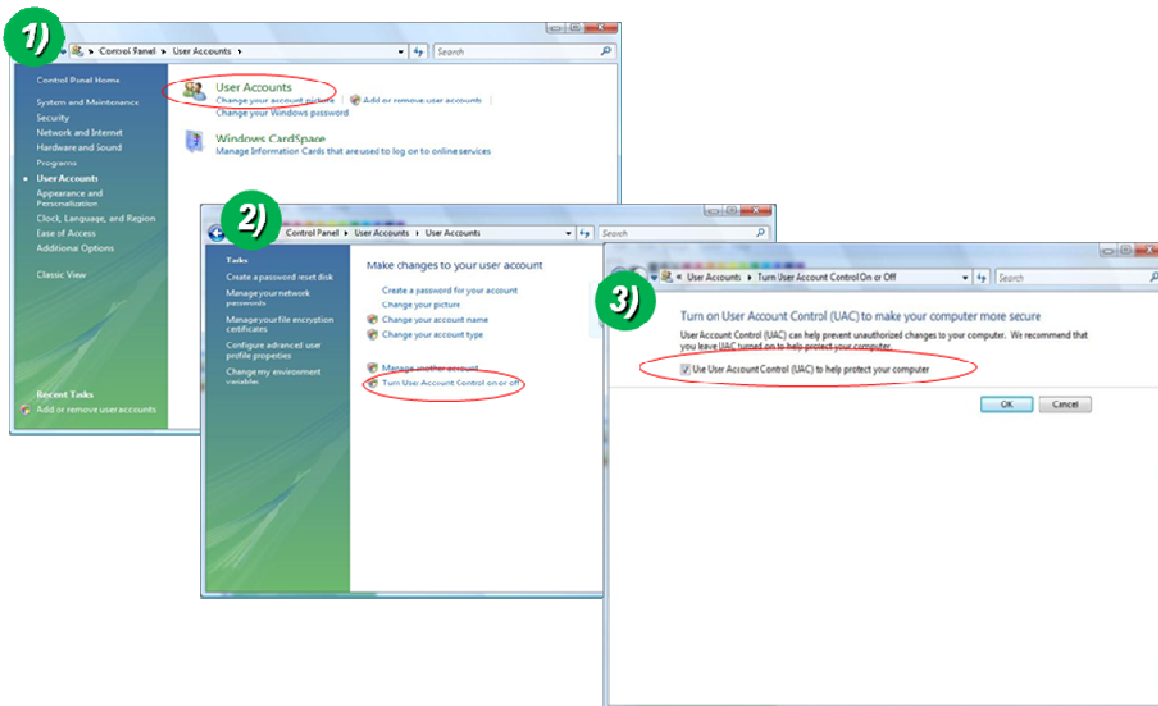 1)
Control Panel ▸ User Accounts ▸
Search
Control Panel Home
System and Maintenance
Security
Network and Internet
Hardware and Sound
Programs
User Accounts
Appearance and
Personalization
Clock, Language, and Region
Ease of Access
Additional Options
Classic View
User Accounts
Change your account picture
Add or remove user accounts
Change your Windows password
Windows CardSpace
Manage Information Cards that are used to log on to online services
2)
Control Panel ▸ User Accounts ▸ User Accounts
Search
Tasks
Create a password reset disk
Manage your network
passwords
Manage your file encryption
certificates
Configure advanced user
profile properties
Change my environment
variables
Recent Tasks
Add or remove user accounts
Make changes to your user account
Create a password for your account
Change your picture
Change your account name
Change your account type
Manage another account
Turn User Account Control on or off
3)
« User Accounts ▸ Turn User Account Control On or Off
Search
Turn on User Account Control (UAC) to make your computer more secure
User Account Control (UAC) can help prevent unauthorized changes to your computer. We recommend that
you leave UAC turned on to help protect your computer.
Use User Account Control (UAC) to help protect your computer
OK
Cancel